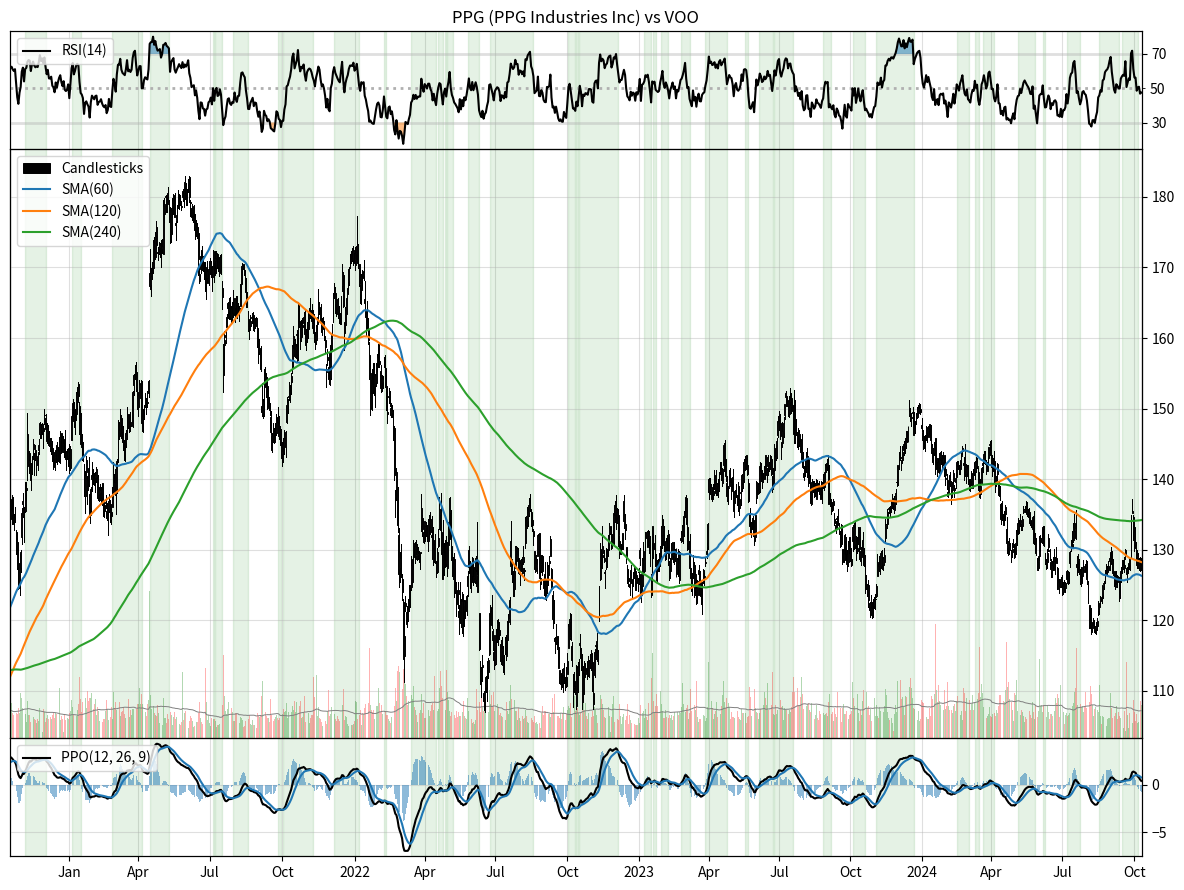 PPG (PPG Industries Inc) vs VOO
RSI(14)
70
50
30
Candlesticks
SMA(60)
SMA(120)
SMA(240)
180
170
160
150
140
130
120
110
PPO(12, 26, 9)
0
−5
Jan Apr Jul Oct 2022 Apr Jul Oct 2023 Apr Jul Oct 2024 Apr Jul Oct